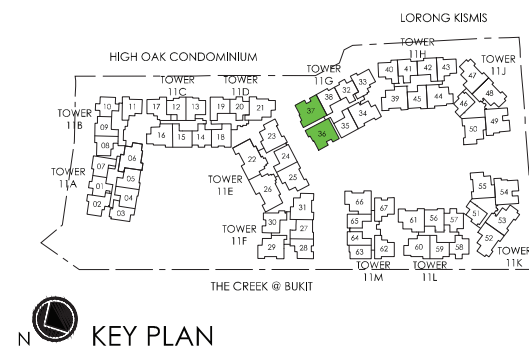 LORONG KISMIS
HIGH OAK CONDOMINIUM
TOWER
11H
TOWER
11G
TOWER
11J
TOWER
11C
TOWER
11D
TOWER
11B
TOWER
11A
TOWER
11E
TOWER
11F
TOWER
11M
TOWER
11L
TOWER
11K
40 41 42 43
47
48
38 32 33
37
39 45 44
46
49
50
36 35 34
10 11 17 12 13 19 20 21
09
16 15 14 18
23
08
06
22
24
07
05
25
01
04
26
02
03
55
54
66
67
31
51
53
65
61 56 57
30
27
52
64
29
28
63 62
60 59 58
THE CREEK @ BUKIT
N
KEY PLAN